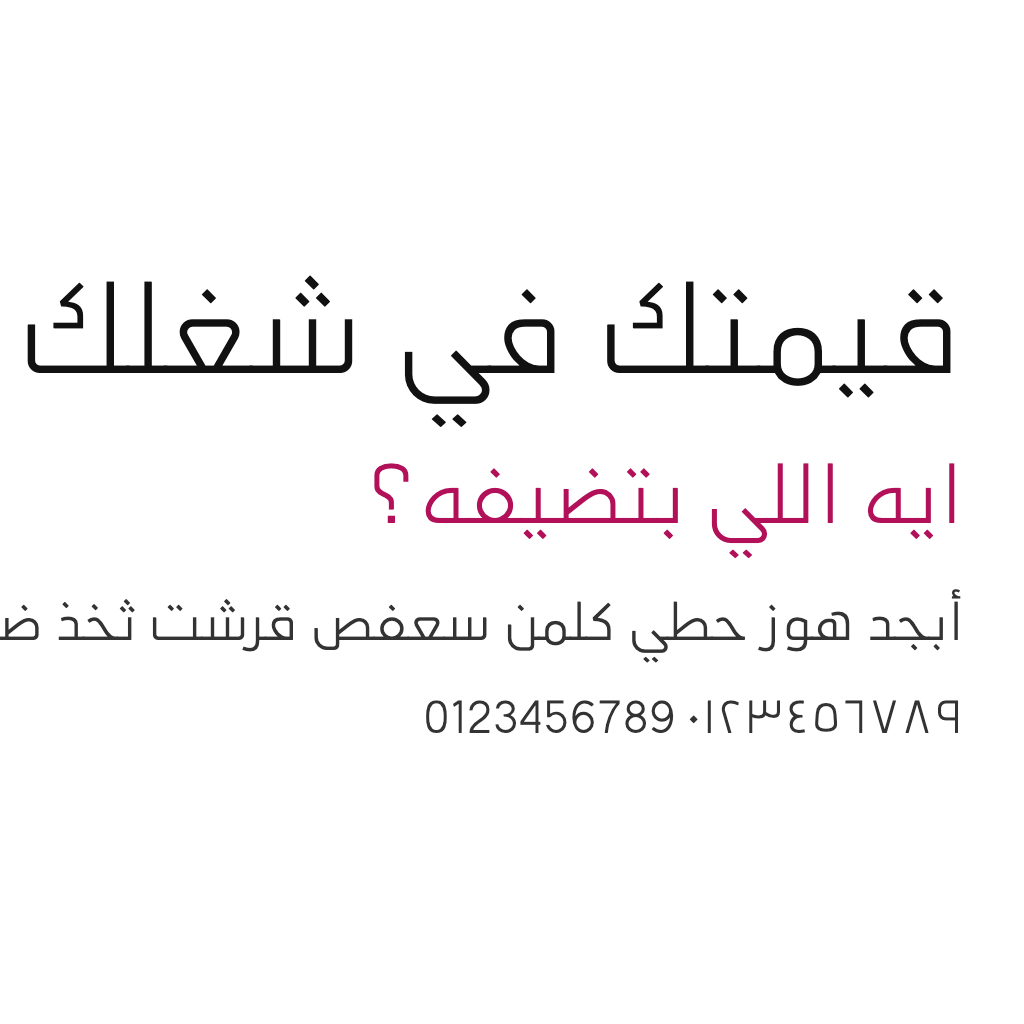 قيمتك في شغلك
ايه اللي بتضيفه؟
أبجد هوز حطي كلمن سعفص قرشت ثخذ
0123456789 ٠١٢٣٤٥٦٧٨٩